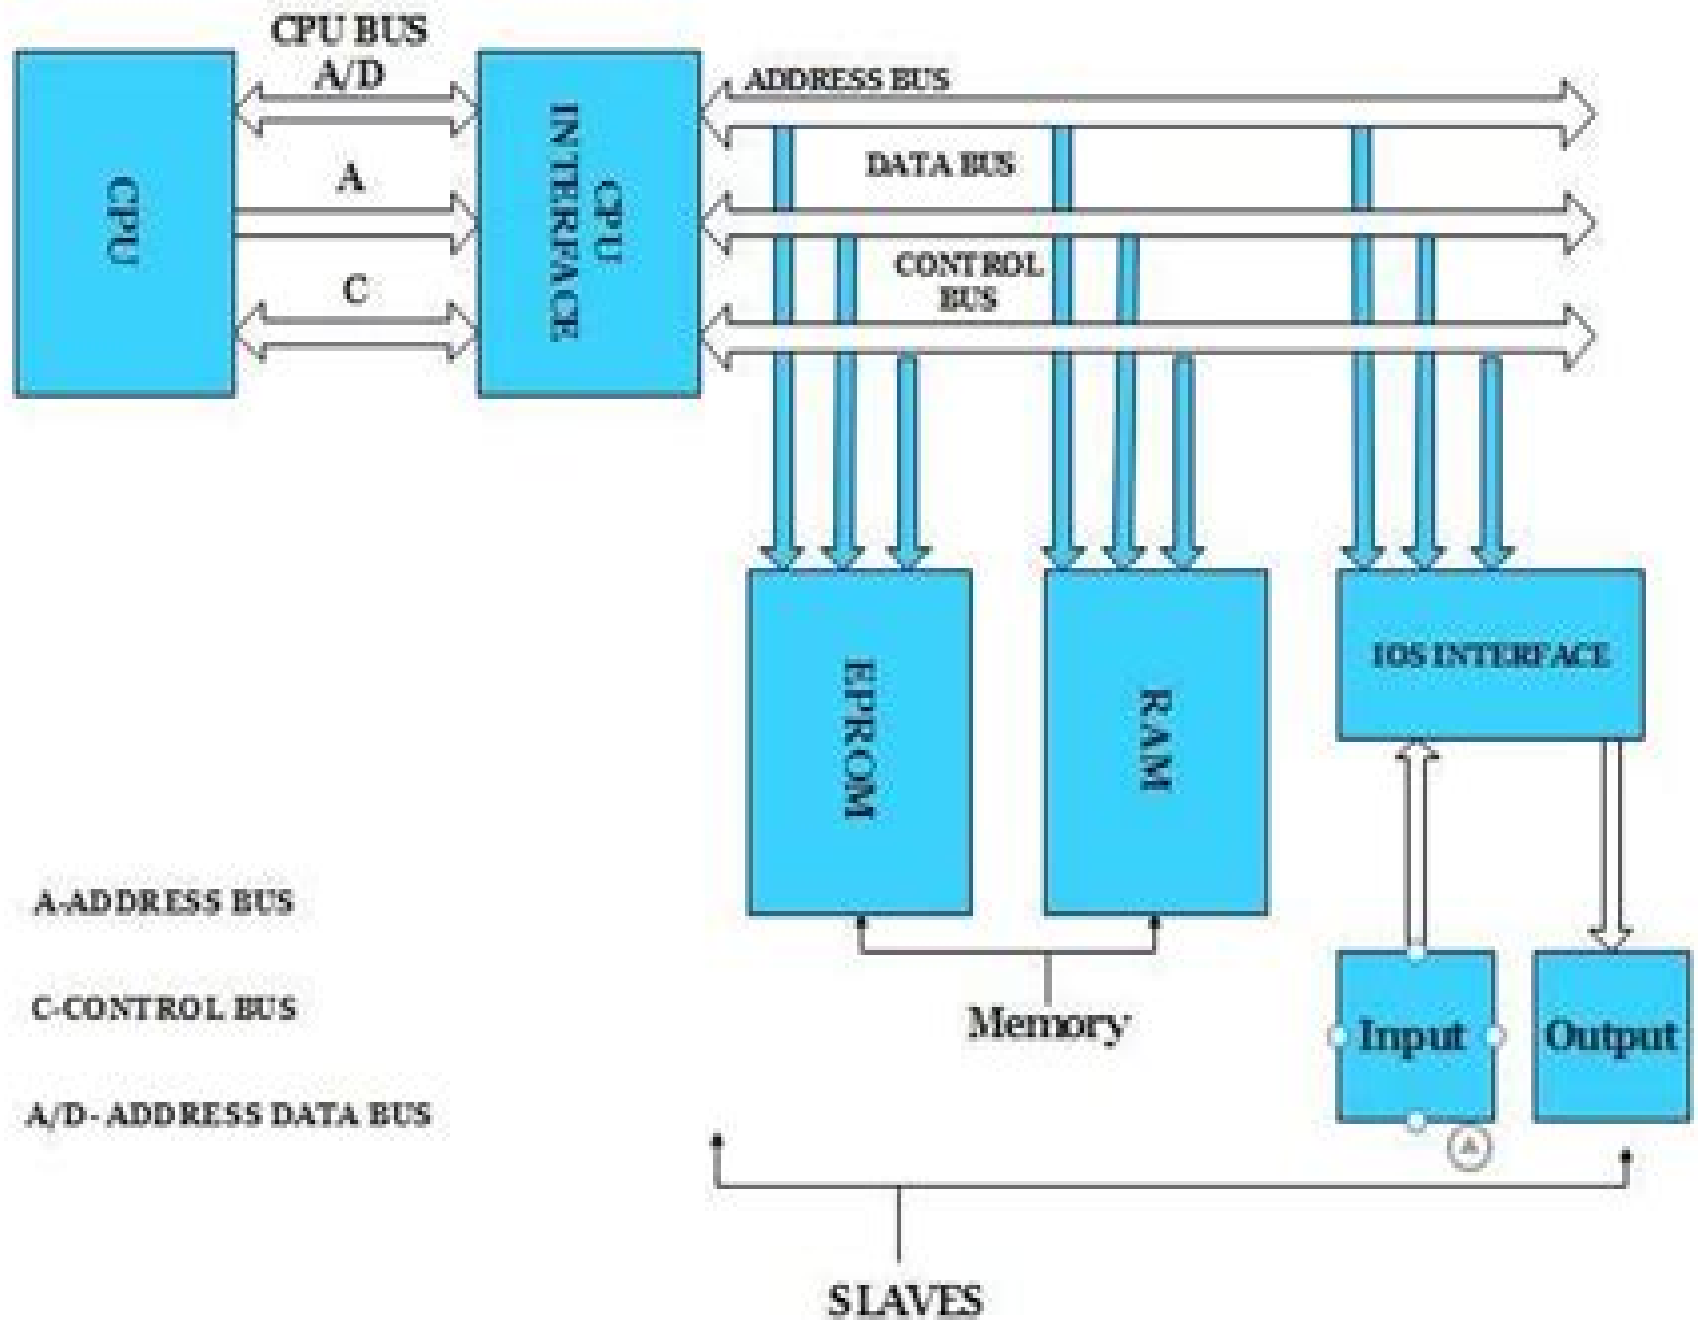 CPU BUS
A/D
ADDRESS BUS
A
DATA BUS
C
CONTROL
BUS
CPU
CPU
INTERFACE
EPROM
RAM
IOS INTERFACE
A-ADDRESS BUS
C-CONTROL BUS
A/D- ADDRESS DATA BUS
Memory
Input
Output
A
SLAVES